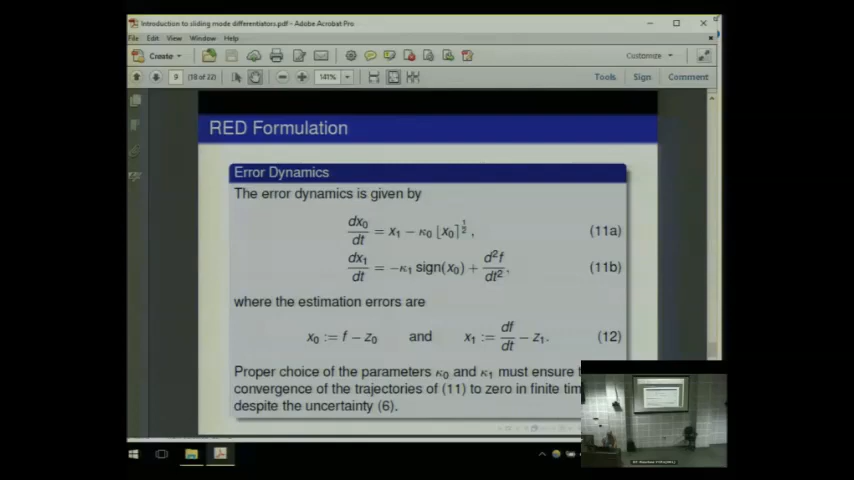 Introduction to sliding mode differentiators.pdf - Adobe Acrobat Pro
File Edit View Window Help
Create
Customize
9 (18 of 22)
141%
Tools Sign Comment
RED Formulation
Error Dynamics
The error dynamics is given by
dx₀/dt = x₁ − κ₀ ⌊x₀⌉^{1/2}, (11a)
dx₁/dt = −κ₁ sign(x₀) + d²f/dt², (11b)
where the estimation errors are
x₀ := f − z₀ and x₁ := df/dt − z₁. (12)
Proper choice of the parameters κ₀ and κ₁ must ensure
convergence of the trajectories of (11) to zero in finite
despite the uncertainty (6).